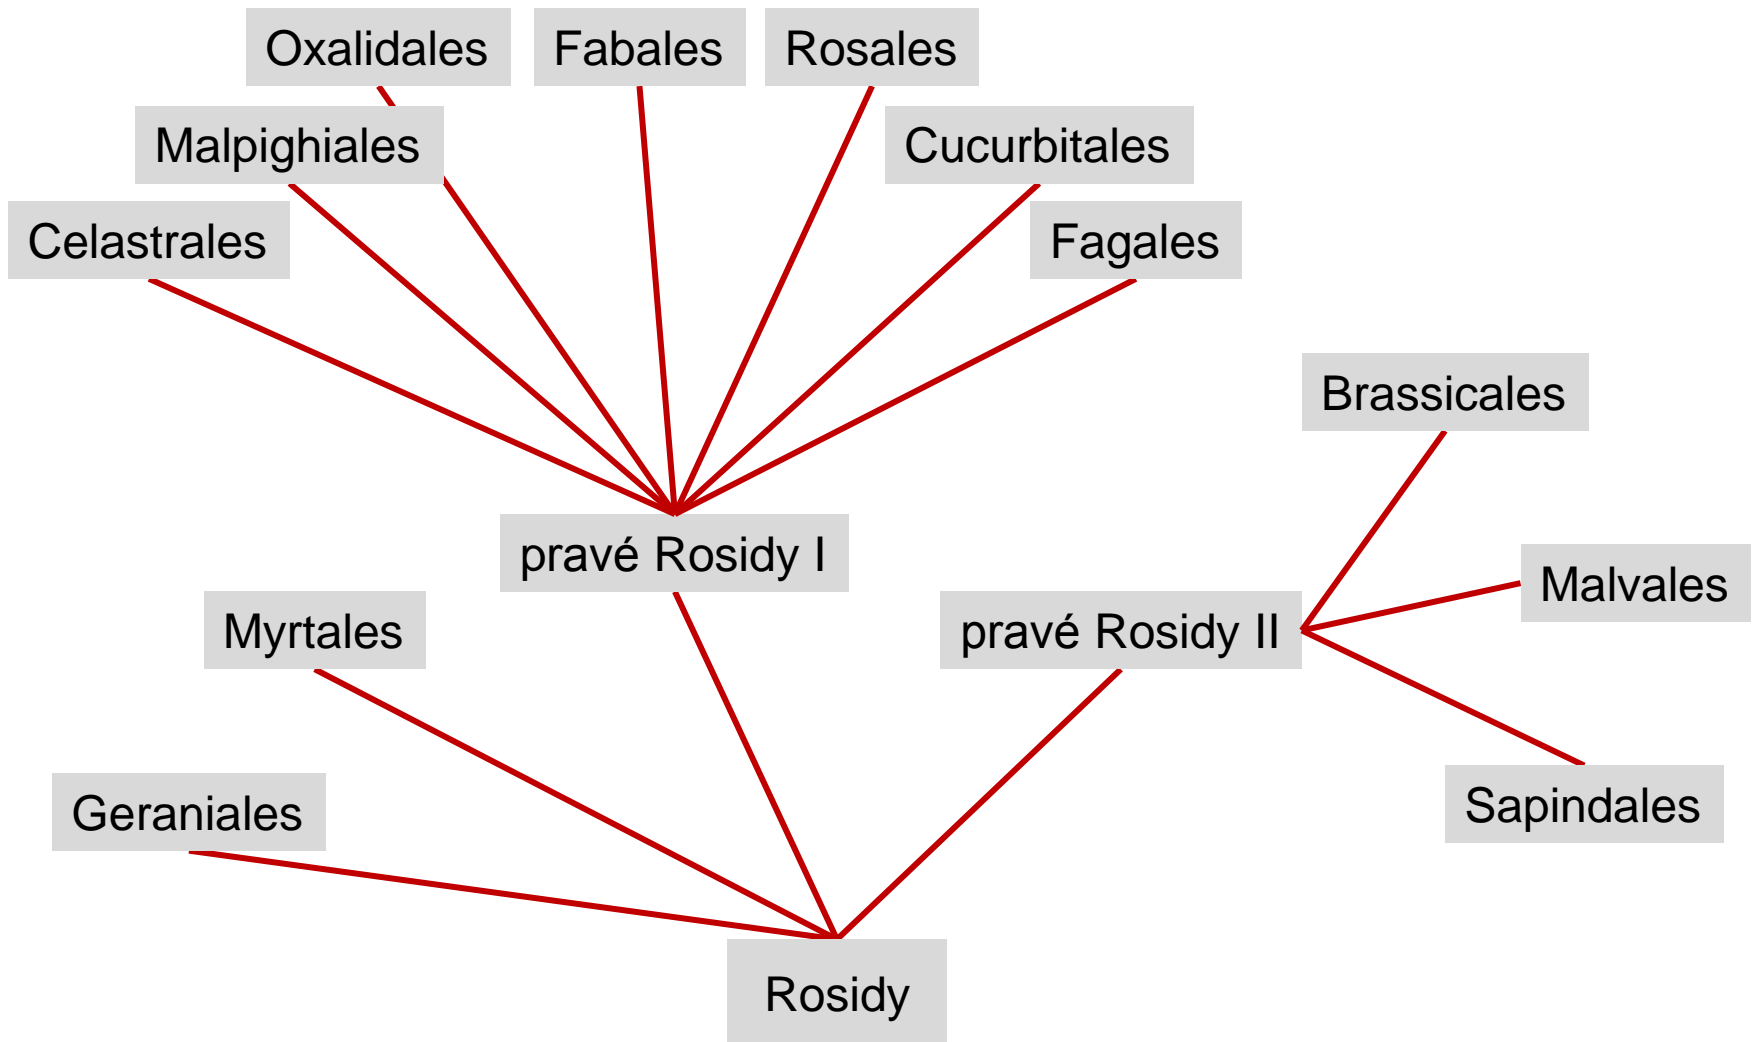 Oxalidales
Fabales
Rosales
Malpighiales
Cucurbitales
Celastrales
Fagales
Brassicales
pravé Rosidy I
Malvales
Myrtales
pravé Rosidy II
Geraniales
Sapindales
Rosidy